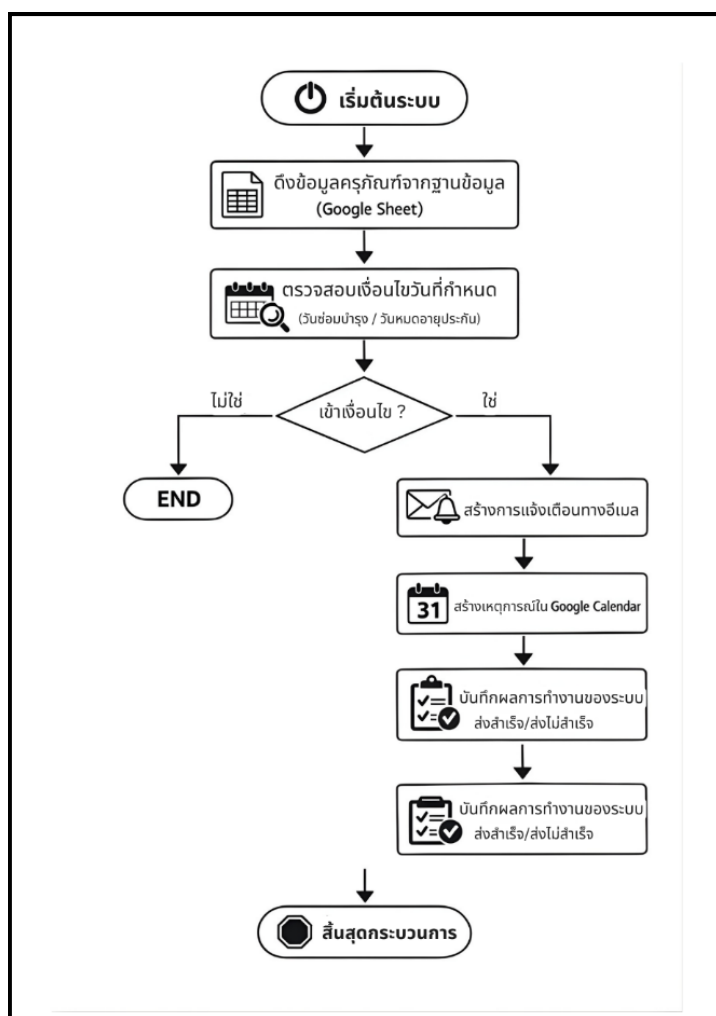 เริ่มต้นระบบ
ดึงข้อมูลครุภัณฑ์จากฐานข้อมูล
(Google Sheet)
ตรวจสอบเงื่อนไขวันที่กำหนด
(วันซ่อมบำรุง / วันหมดอายุประกัน)
เข้าเงื่อนไข ?
ไม่ใช่
ใช่
END
สร้างการแจ้งเตือนทางอีเมล
31
สร้างเหตุการณ์ใน Google Calendar
บันทึกผลการทำงานของระบบ
ส่งสำเร็จ/ส่งไม่สำเร็จ
บันทึกผลการทำงานของระบบ
ส่งสำเร็จ/ส่งไม่สำเร็จ
สิ้นสุดกระบวนการ